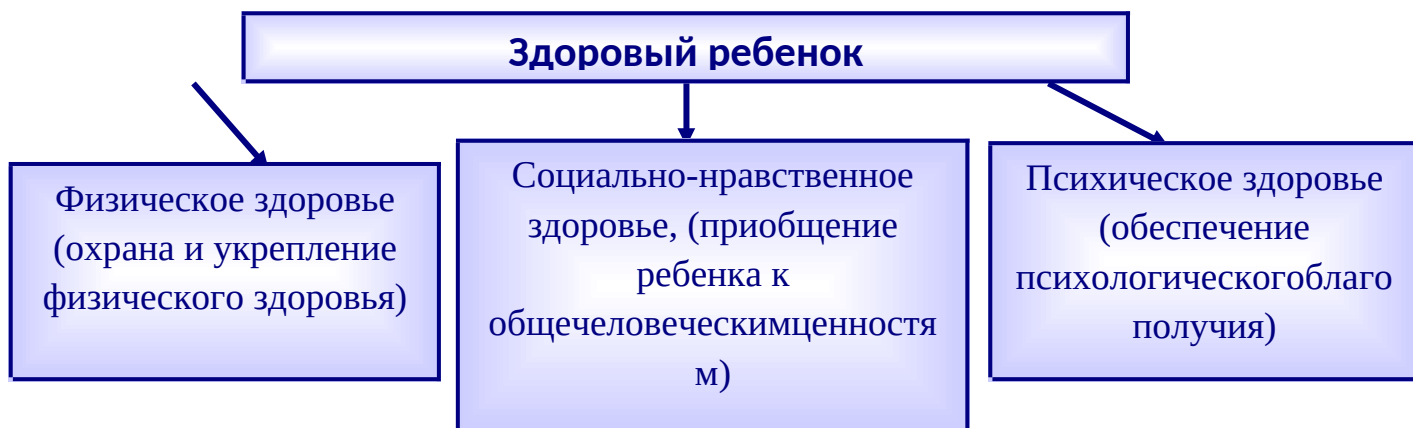 Здоровый ребенок
Физическое здоровье
(охрана и укрепление
физического здоровья)
Социально-нравственное
здоровье, (приобщение
ребенка к
общечеловеческимценностя
м)
Психическое здоровье
(обеспечение
психологическогоблаго
получия)